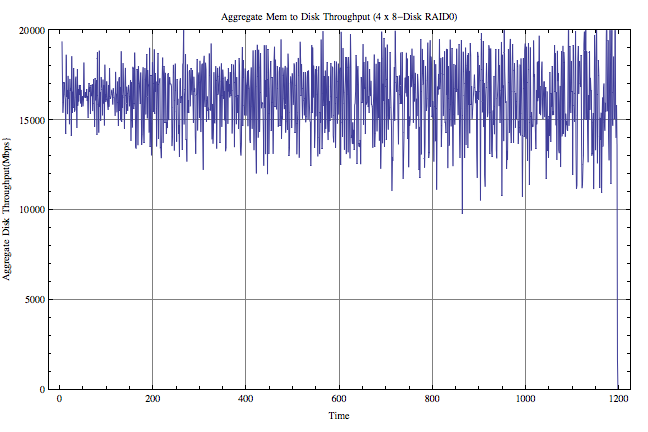 Aggregate Mem to Disk Throughput (4 x 8-Disk RAID0)
20000
15000
10000
5000
0
Aggregate Disk Throughput(Mbps}
0 200 400 600 800 1000 1200
Time